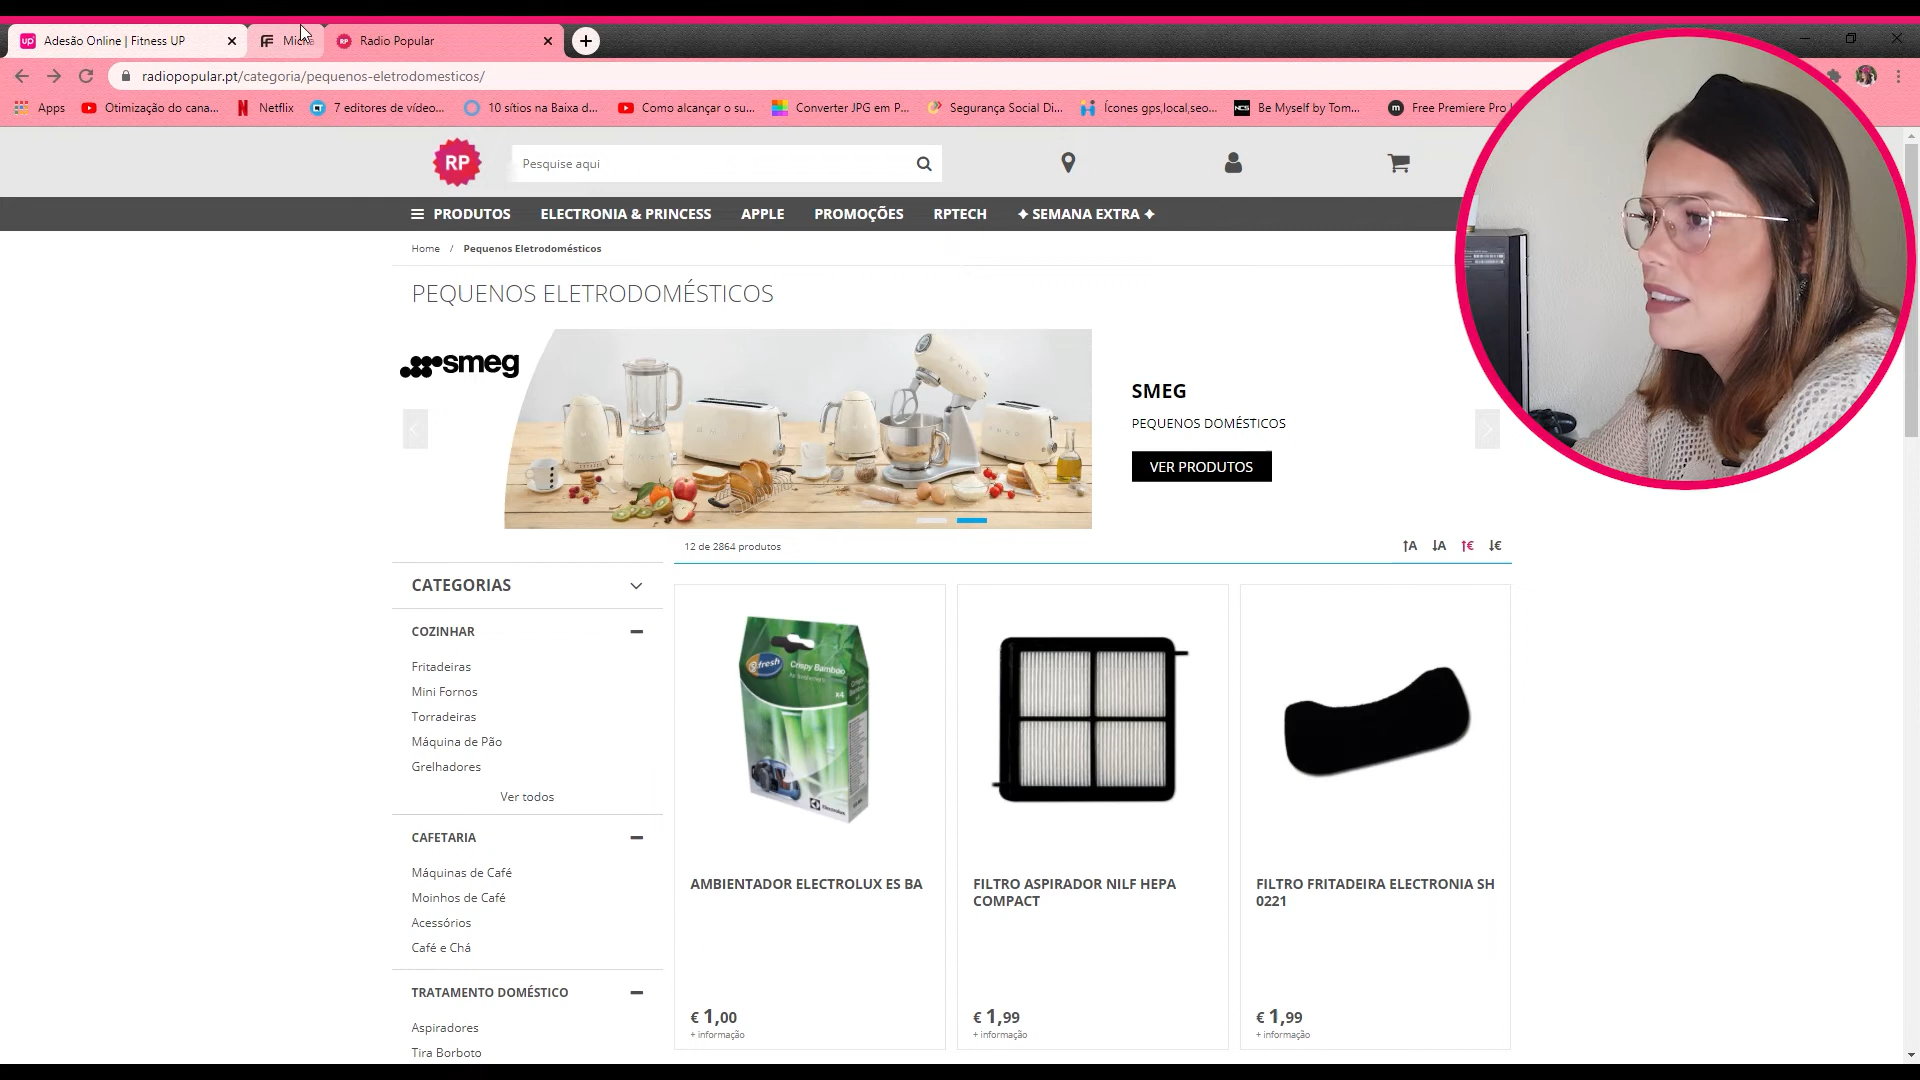 Adesão Online | Fitness UP
Radio Popular
radiopopular.pt/categoria/pequenos-eletrodomesticos/
Apps
Otimização do cana...
Netflix
7 editores de vídeo...
10 sítios na Baixa d...
Como alcançar o su...
Converter JPG em P...
Segurança Social Di...
Ícones gps,local,seo...
NCS
Be Myself by Tom...
m
Free Premiere Pro
RP
Pesquise aqui
PRODUTOS
ELECTRONIA & PRINCESS
APPLE
PROMOÇÕES
RPTECH
✦ SEMANA EXTRA ✦
Home / Pequenos Eletrodomésticos
PEQUENOS ELETRODOMÉSTICOS
smeg
SMEG
PEQUENOS DOMÉSTICOS
VER PRODUTOS
12 de 2864 produtos
↑A ↓A ↑€ ↓€
CATEGORIAS
COZINHAR
Fritadeiras
Mini Fornos
Torradeiras
Máquina de Pão
Grelhadores
Ver todos
CAFETARIA
Máquinas de Café
Moinhos de Café
Acessórios
Café e Chá
TRATAMENTO DOMÉSTICO
Aspiradores
Tira Borboto
s-fresh
Crispy Bamboo
x4
Electrolux
AMBIENTADOR ELECTROLUX ES BA
€ 1,00
+ informação
FILTRO ASPIRADOR NILF HEPA
COMPACT
€ 1,99
+ informação
FILTRO FRITADEIRA ELECTRONIA SH
0221
€ 1,99
+ informação